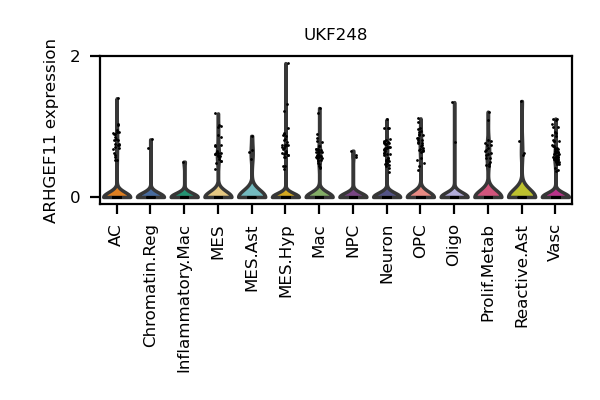 UKF248
ARHGEF11 expression
2
0
AC
Chromatin.Reg
Inflammatory.Mac
MES
MES.Ast
MES.Hyp
Mac
NPC
Neuron
OPC
Oligo
Prolif.Metab
Reactive.Ast
Vasc